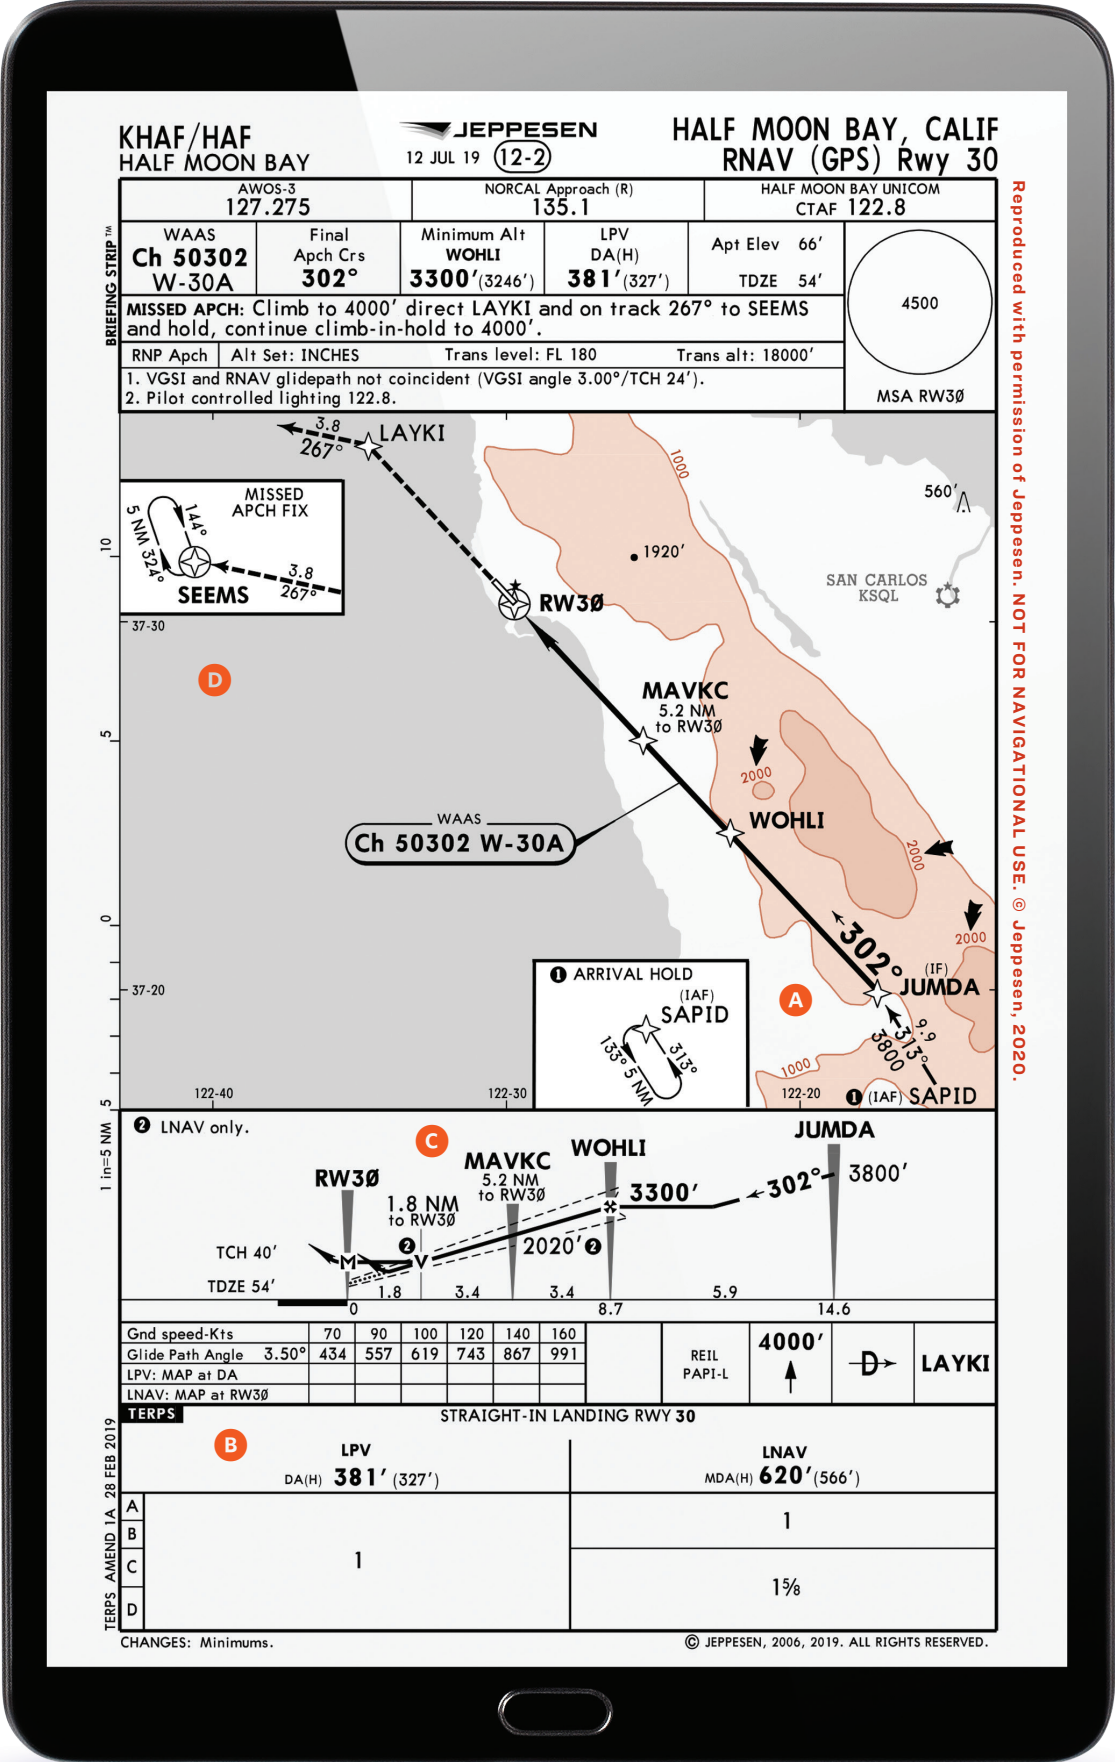 KHAF/HAF
HALF MOON BAY
JEPPESEN
12 JUL 19 12-2
HALF MOON BAY, CALIF
RNAV (GPS) Rwy 30
BRIEFING STRIP™
AWOS-3
127.275
NORCAL Approach (R)
135.1
HALF MOON BAY UNICOM
CTAF 122.8
WAAS
Ch 50302
W-30A
Final
Apch Crs
302°
Minimum Alt
WOHLI
3300'(3246')
LPV
DA(H)
381'(327')
Apt Elev 66'
TDZE 54'
MISSED APCH: Climb to 4000' direct LAYKI and on track 267° to SEEMS
and hold, continue climb-in-hold to 4000'.
RNP Apch Alt Set: INCHES Trans level: FL 180 Trans alt: 18000'
1. VGSI and RNAV glidepath not coincident (VGSI angle 3.00°/TCH 24').
2. Pilot controlled lighting 122.8.
4500
MSA RW30
Reproduced with permission of Jeppesen. NOT FOR NAVIGATIONAL USE. © Jeppesen, 2020.
3.8
267°
LAYKI
1000
560'
MISSED
APCH FIX
5 NM 324°
144°
3.8
267°
SEEMS
1920'
SAN CARLOS
KSQL
RW30
10
37-30
D
MAVKC
5.2 NM
to RW30
5
2000
WOHLI
WAAS
Ch 50302 W-30A
2000
0
2000
302°
(IF)
JUMDA
37-20
A
1 ARRIVAL HOLD
(IAF)
SAPID
133° 5 NM
313°
9.9
313°
3800
1000
122-40
122-30
122-20
1 (IAF) SAPID
5
1 in=5 NM
2 LNAV only.
C
RW30
1.8 NM
to RW30
MAVKC
5.2 NM
to RW30
WOHLI
JUMDA
3300'
302°
3800'
2020' 2
2
M
V
TCH 40'
TDZE 54'
1.8
3.4
3.4
5.9
0
8.7
14.6
Gnd speed-Kts 70 90 100 120 140 160
Glide Path Angle 3.50° 434 557 619 743 867 991
LPV: MAP at DA
LNAV: MAP at RW30
REIL
PAPI-L
4000'
D
LAYKI
TERPS
STRAIGHT-IN LANDING RWY 30
B
LPV
DA(H) 381' (327')
LNAV
MDA(H) 620' (566')
A
B
C
D
1
1
1⅝
TERPS AMEND 1A 28 FEB 2019
CHANGES: Minimums.
© JEPPESEN, 2006, 2019. ALL RIGHTS RESERVED.